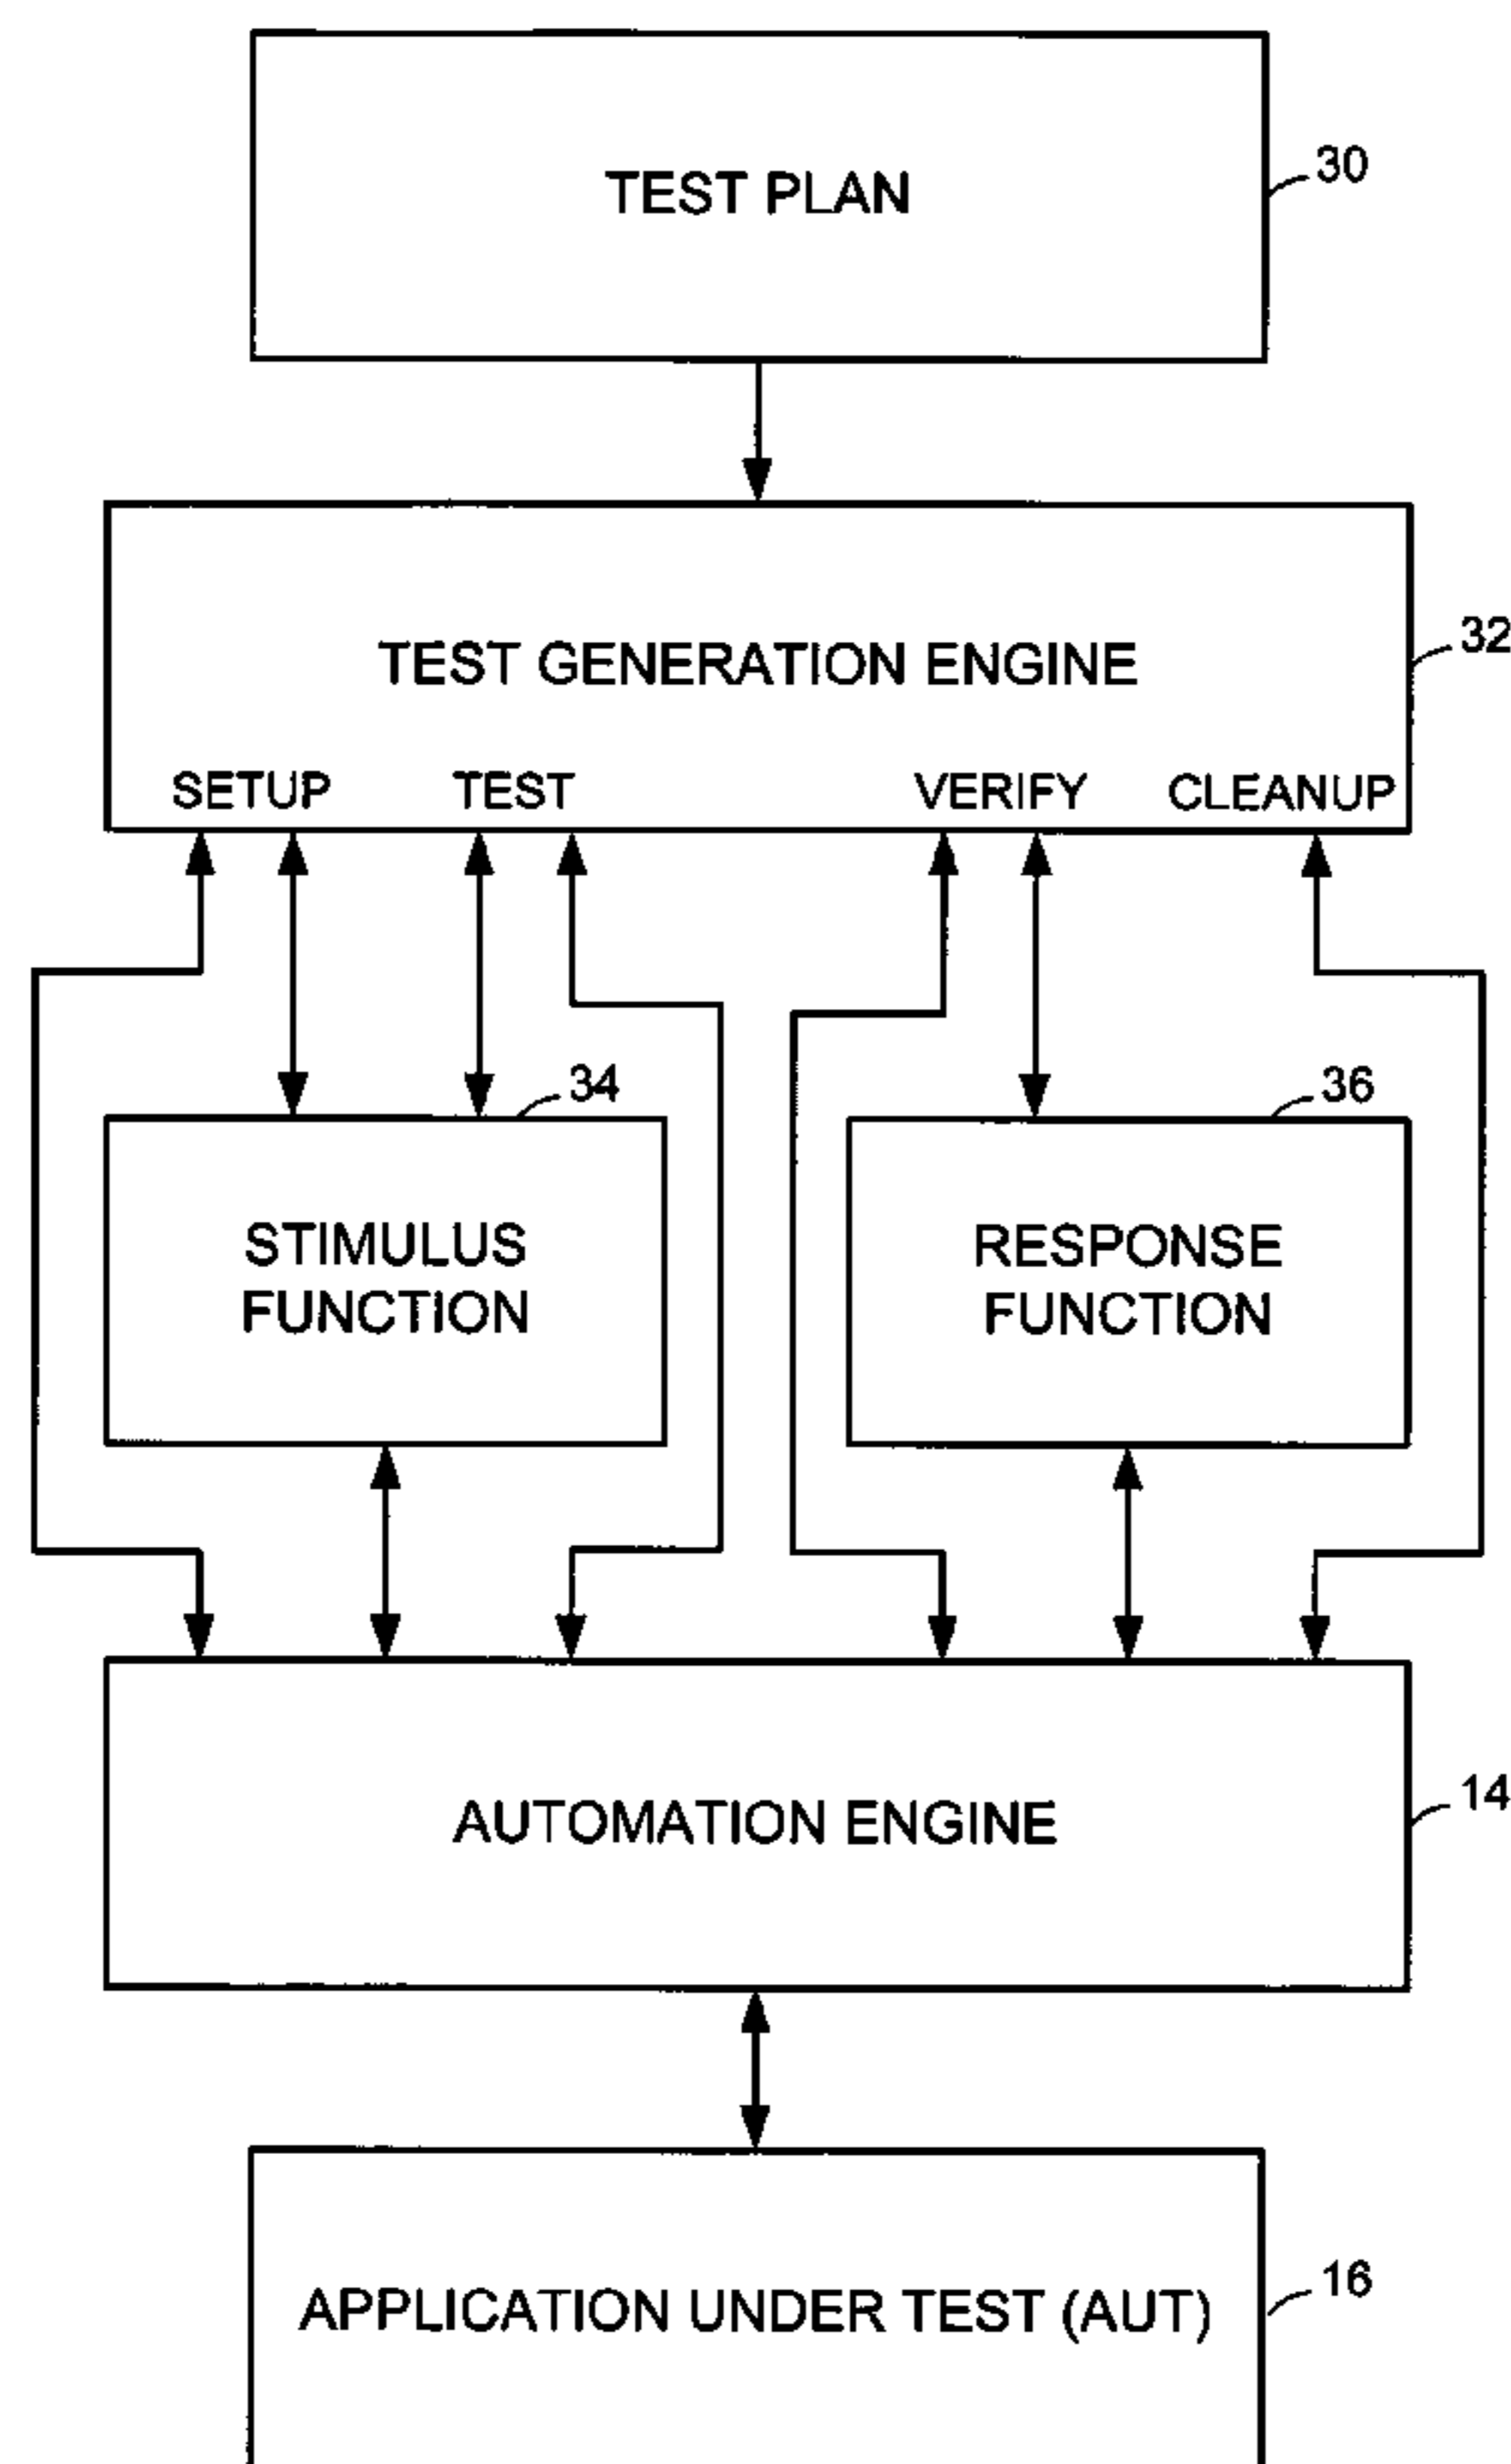 TEST PLAN
30
TEST GENERATION ENGINE
32
SETUP TEST VERIFY CLEANUP
34
36
STIMULUS
FUNCTION
RESPONSE
FUNCTION
AUTOMATION ENGINE
14
APPLICATION UNDER TEST (AUT)
16